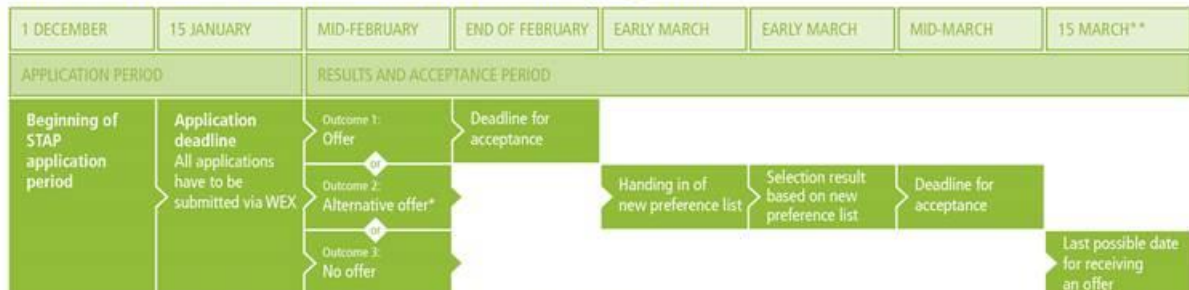 1 DECEMBER
15 JANUARY
MID-FEBRUARY
END OF FEBRUARY
EARLY MARCH
EARLY MARCH
MID-MARCH
15 MARCH**
APPLICATION PERIOD
RESULTS AND ACCEPTANCE PERIOD
Beginning of
STAP
application
period
Application
deadline
All applications
have to be
submitted via WEX
Outcome 1:
Offer
or
Outcome 2:
Alternative offer*
or
Outcome 3:
No offer
Deadline for
acceptance
Handing in of
new preference list
Selection result
based on new
preference list
Deadline for
acceptance
Last possible date
for receiving
an offer